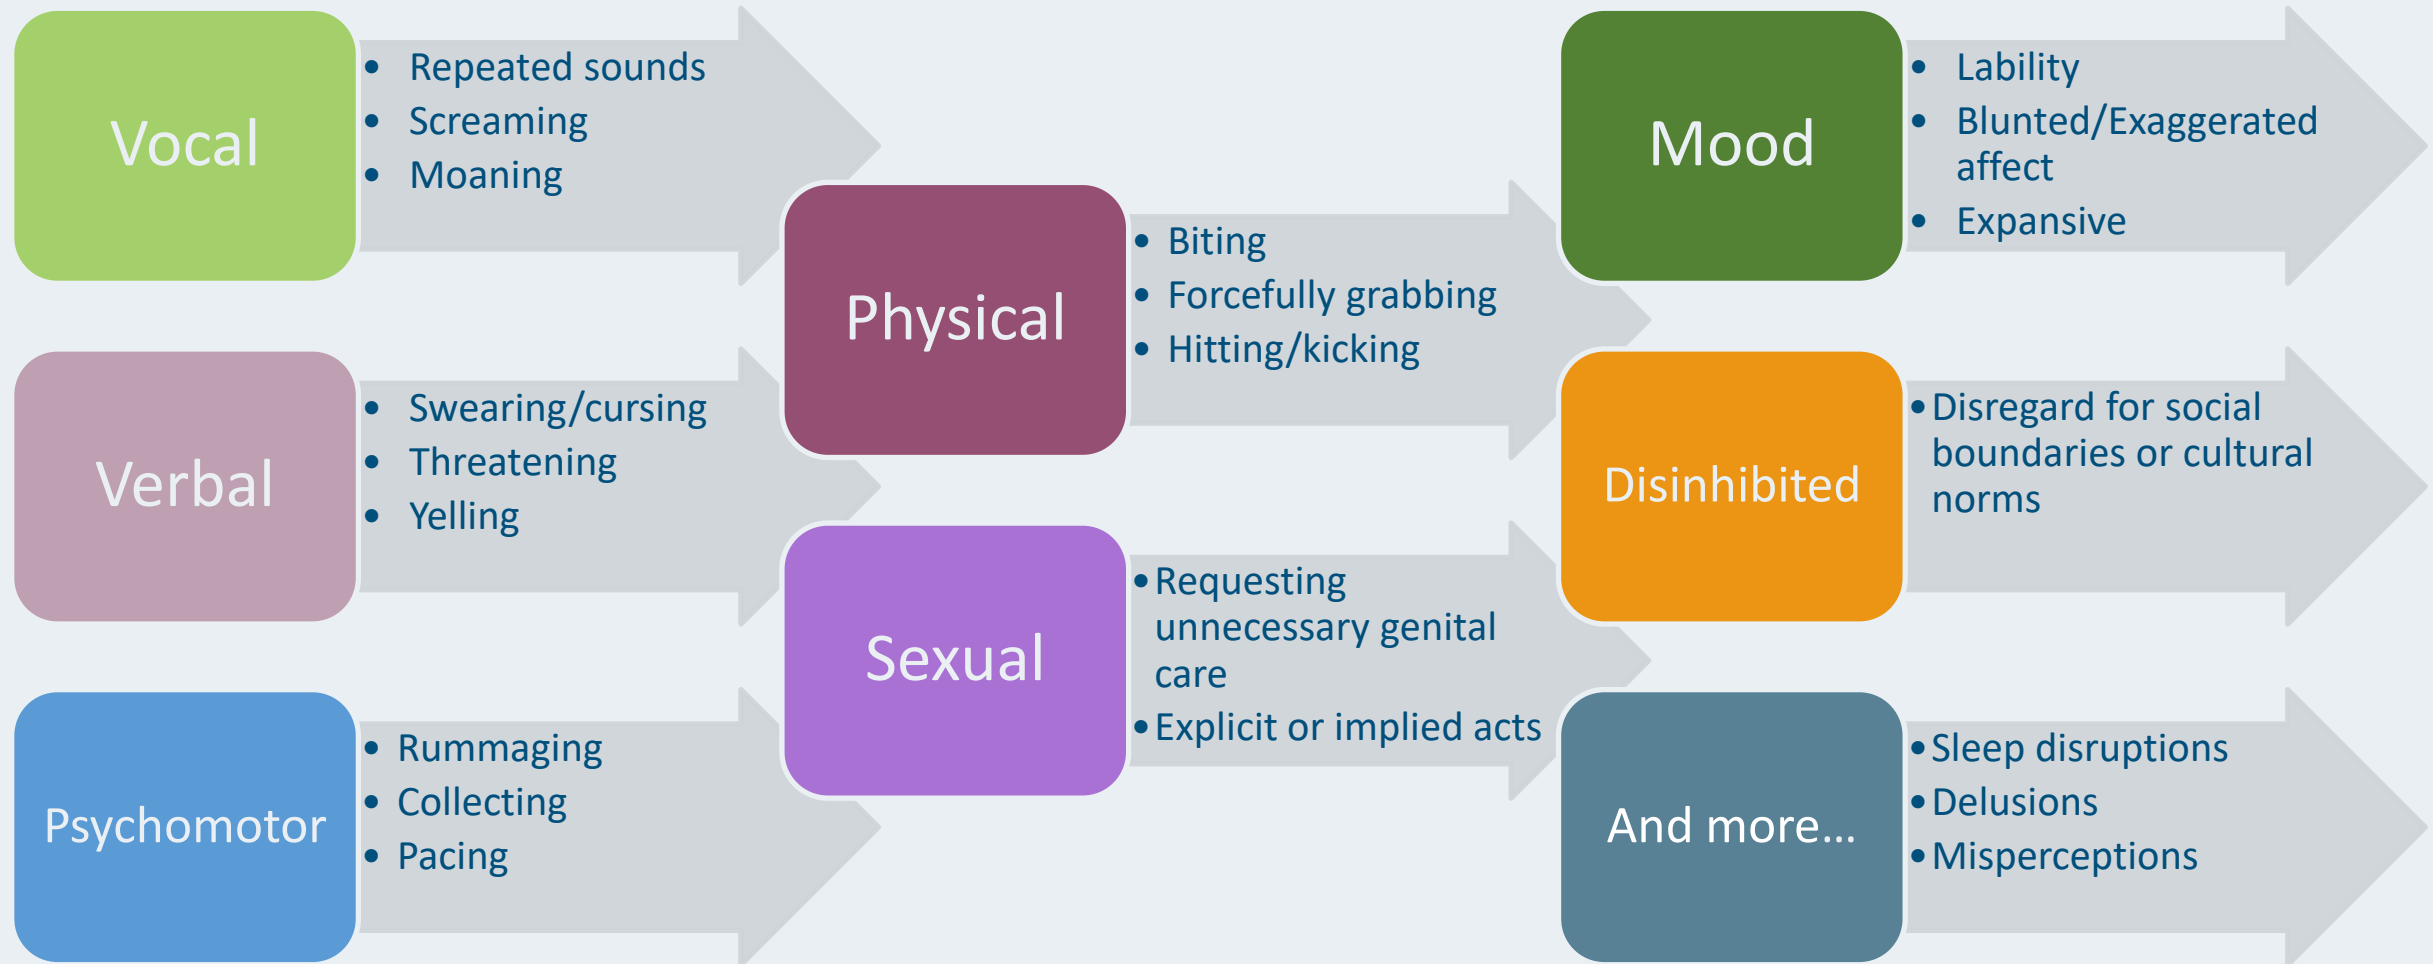 Vocal
• Repeated sounds
• Screaming
• Moaning
Verbal
• Swearing/cursing
• Threatening
• Yelling
Psychomotor
• Rummaging
• Collecting
• Pacing
Physical
• Biting
• Forcefully grabbing
• Hitting/kicking
Sexual
• Requesting
unnecessary genital
care
• Explicit or implied acts
Mood
• Lability
• Blunted/Exaggerated
affect
• Expansive
Disinhibited
• Disregard for social
boundaries or cultural
norms
And more…
• Sleep disruptions
• Delusions
• Misperceptions